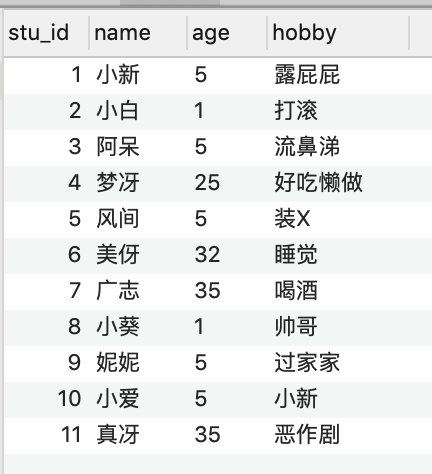 stu_id name age hobby
1 小新 5 露屁屁
2 小白 1 打滚
3 阿呆 5 流鼻涕
4 梦冴 25 好吃懒做
5 风间 5 装X
6 美伢 32 睡觉
7 广志 35 喝酒
8 小葵 1 帅哥
9 妮妮 5 过家家
10 小爱 5 小新
11 真冴 35 恶作剧